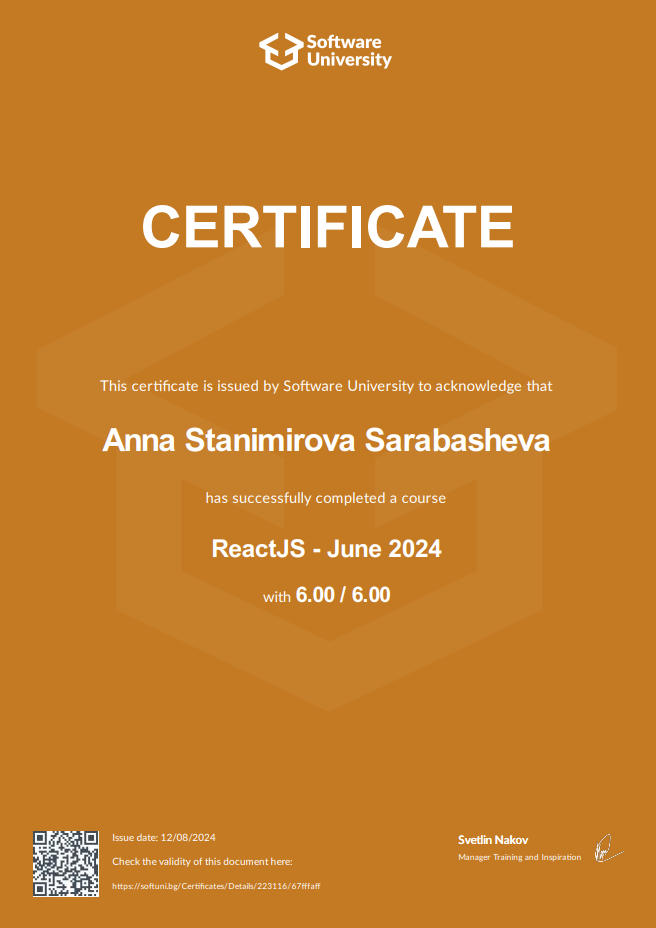 Software
University
CERTIFICATE
This certificate is issued by Software University to acknowledge that
Anna Stanimirova Sarabasheva
has successfully completed a course
ReactJS - June 2024
with 6.00 / 6.00
Issue date: 12/08/2024
Check the validity of this document here:
https://softuni.bg/Certificates/Details/223116/67fffaff
Svetlin Nakov
Manager Training and Inspiration